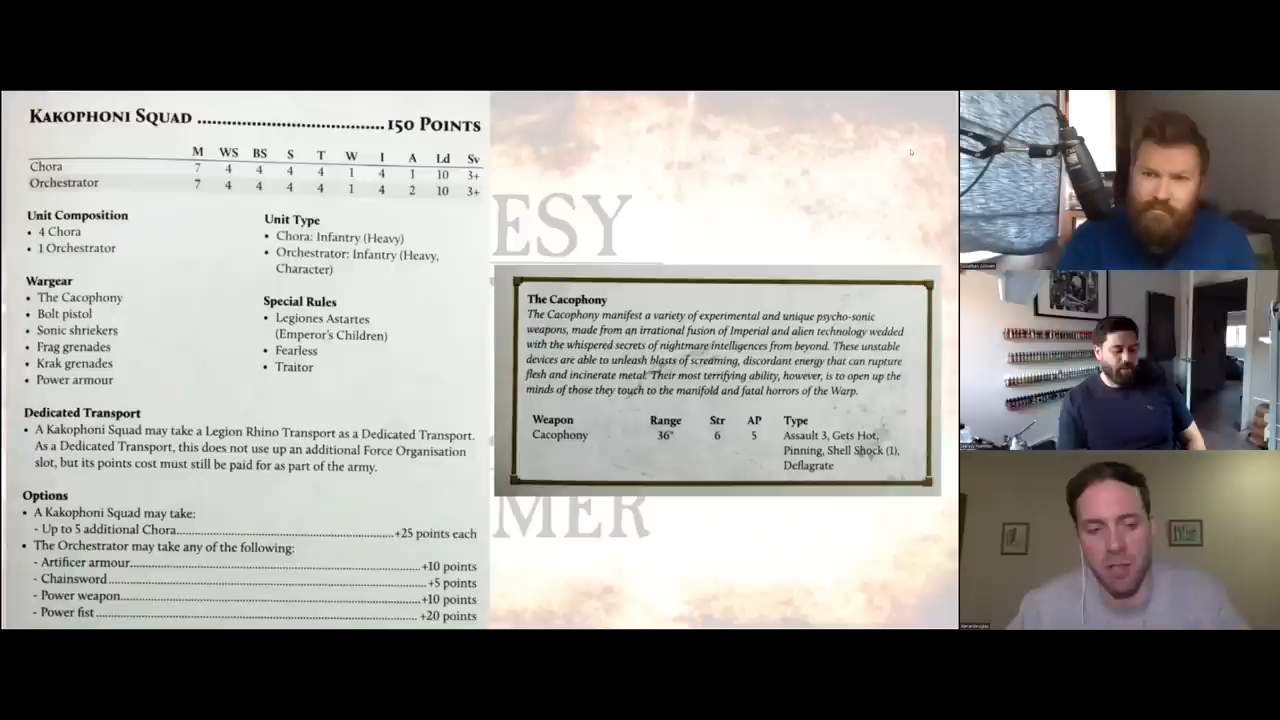 KAKOPHONI SQUAD ........................................ 150 POINTS
M WS BS S T W I A Ld Sv
Chora 7 4 4 4 4 1 4 1 10 3+
Orchestrator 7 4 4 4 4 1 4 2 10 3+
Unit Composition
• 4 Chora
• 1 Orchestrator
Wargear
• The Cacophony
• Bolt pistol
• Sonic shriekers
• Frag grenades
• Krak grenades
• Power armour
Unit Type
• Chora: Infantry (Heavy)
• Orchestrator: Infantry (Heavy,
Character)
Special Rules
• Legiones Astartes
(Emperor's Children)
• Fearless
• Traitor
Dedicated Transport
• A Kakophoni Squad may take a Legion Rhino Transport as a Dedicated Transport.
As a Dedicated Transport, this does not use up an additional Force Organisation
slot, but its points cost must still be paid for as part of the army.
Options
• A Kakophoni Squad may take:
- Up to 5 additional Chora........................................+25 points each
• The Orchestrator may take any of the following:
- Artificer armour........................................+10 points
- Chainsword........................................+5 points
- Power weapon........................................+10 points
- Power fist........................................+20 points
ESY
The Cacophony
The Cacophony manifest a variety of experimental and unique psycho-sonic
weapons, made from an irrational fusion of Imperial and alien technology wedded
with the whispered secrets of nightmare intelligences from beyond. These unstable
devices are able to unleash blasts of screaming, discordant energy that can rupture
flesh and incinerate metal. Their most terrifying ability, however, is to open up the
minds of those they touch to the manifold and fatal horrors of the Warp.
Weapon Range Str AP Type
Cacophony 36" 6 5 Assault 3, Gets Hot,
Pinning, Shell Shock (1),
Deflagrate
MER